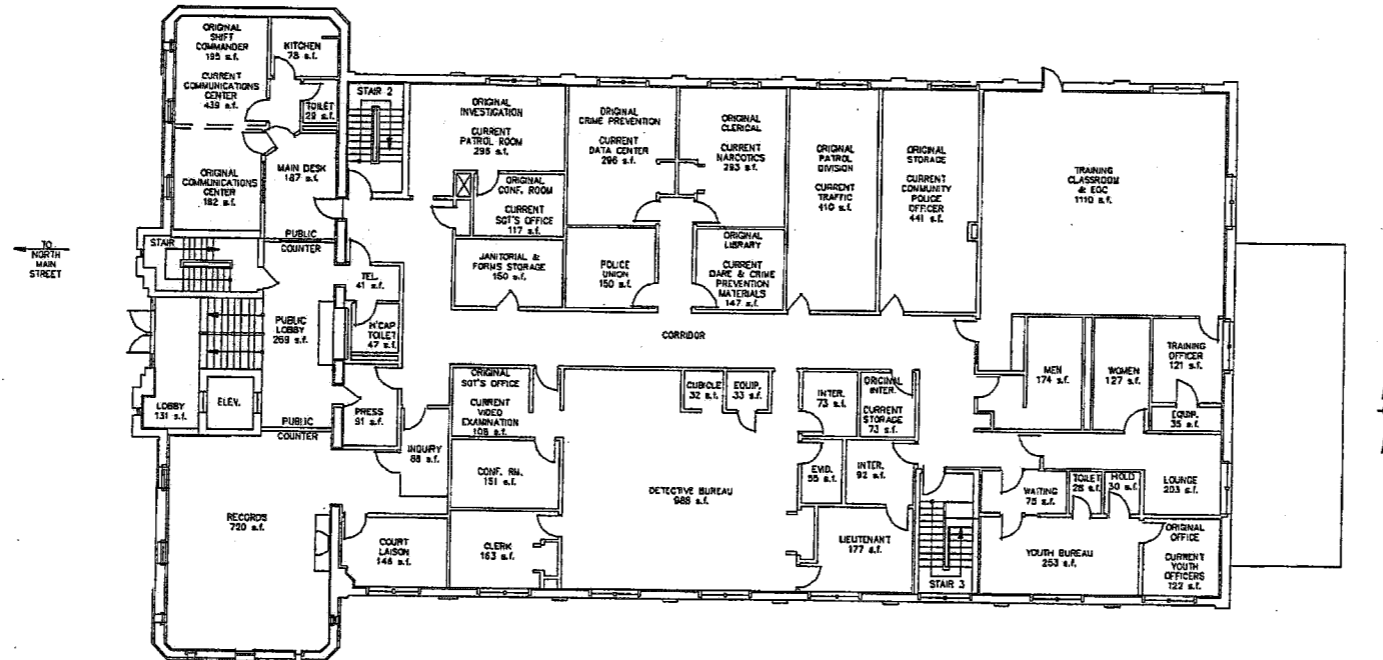 ORIGINAL
SHIFT
COMMANDER
195 s.f.
CURRENT
COMMUNICATIONS
CENTER
439 s.f.
KITCHEN
78 s.f.
TOILET
29 s.f.
ORIGINAL
COMMUNICATIONS
CENTER
182 s.f.
MAIN DESK
187 s.f.
PUBLIC
COUNTER
STAIR 2
ORIGINAL
INVESTIGATION
CURRENT
PATROL ROOM
295 s.f.
ORIGINAL
CONF. ROOM
CURRENT
SGT'S OFFICE
117 s.f.
JANITORIAL &
FORMS STORAGE
150 s.f.
ORIGINAL
CRIME PREVENTION
CURRENT
DATA CENTER
296 s.f.
POLICE
UNION
150 s.f.
ORIGINAL
CLERICAL
CURRENT
NARCOTICS
293 s.f.
ORIGINAL
LIBRARY
CURRENT
DARE & CRIME
PREVENTION
MATERIALS
147 s.f.
ORIGINAL
PATROL
DIVISION
CURRENT
TRAFFIC
410 s.f.
ORIGINAL
STORAGE
CURRENT
COMMUNITY
POLICE
OFFICER
441 s.f.
TRAINING
CLASSROOM
& EOC
1110 s.f.
TO
NORTH
MAIN
STREET
STAIR
TEL.
41 s.f.
H'CAP
TOILET
47 s.f.
PUBLIC
LOBBY
269 s.f.
LOBBY
131 s.f.
ELEV.
PUBLIC
COUNTER
PRESS
91 s.f.
INQUIRY
88 s.f.
CORRIDOR
ORIGINAL
SGT'S OFFICE
CURRENT
VIDEO
EXAMINATION
108 s.f.
CONF. RM.
151 s.f.
CLERK
163 s.f.
COURT
LAISON
146 s.f.
RECORDS
720 s.f.
CUBICLE
32 s.f.
EQUIP.
33 s.f.
DETECTIVE BUREAU
988 s.f.
INTER.
73 s.f.
ORIGINAL
INTER.
CURRENT
STORAGE
73 s.f.
EVID.
55 s.f.
INTER.
92 s.f.
LIEUTENANT
177 s.f.
STAIR 3
MEN
174 s.f.
WOMEN
127 s.f.
TRAINING
OFFICER
121 s.f.
EQUIP.
35 s.f.
LOUNGE
203 s.f.
WAITING
75 s.f.
TOILET
28 s.f.
HOLD
30 s.f.
YOUTH BUREAU
253 s.f.
ORIGINAL
OFFICE
CURRENT
YOUTH
OFFICERS
122 s.f.